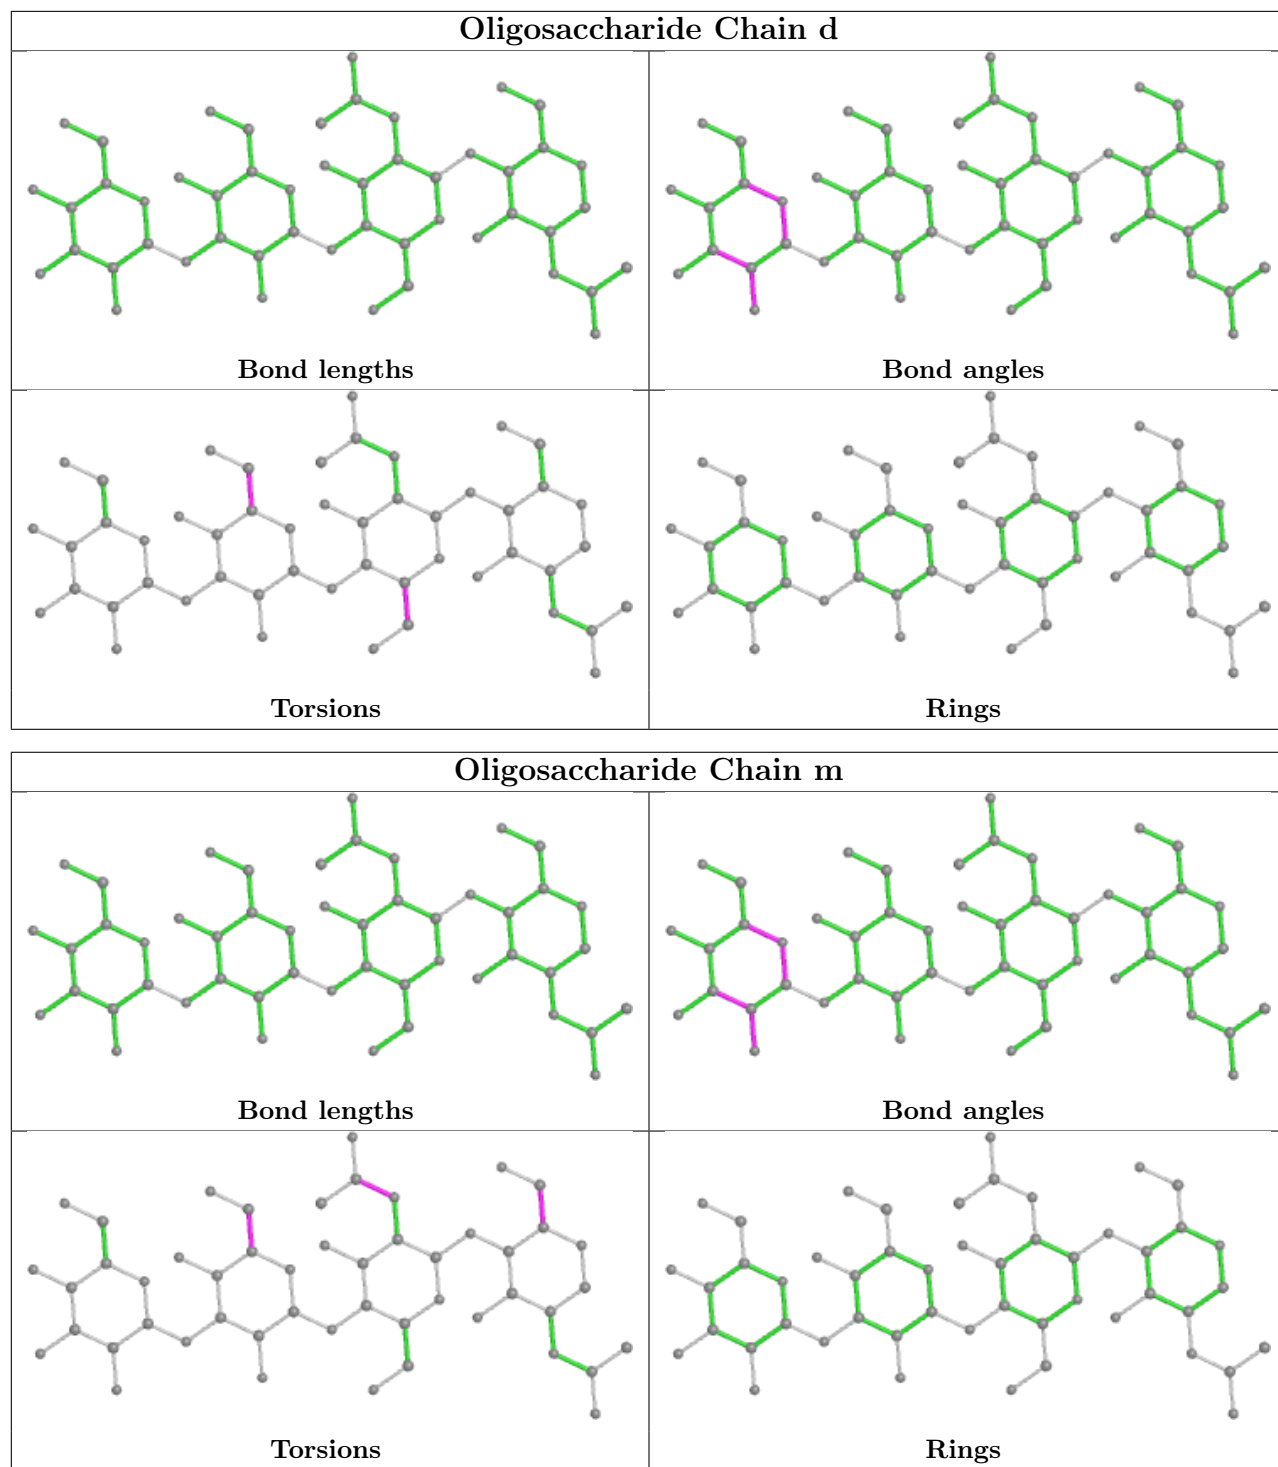 Oligosaccharide Chain d
Bond lengths
Bond angles
Torsions
Rings
Oligosaccharide Chain m
Bond lengths
Bond angles
Torsions
Rings